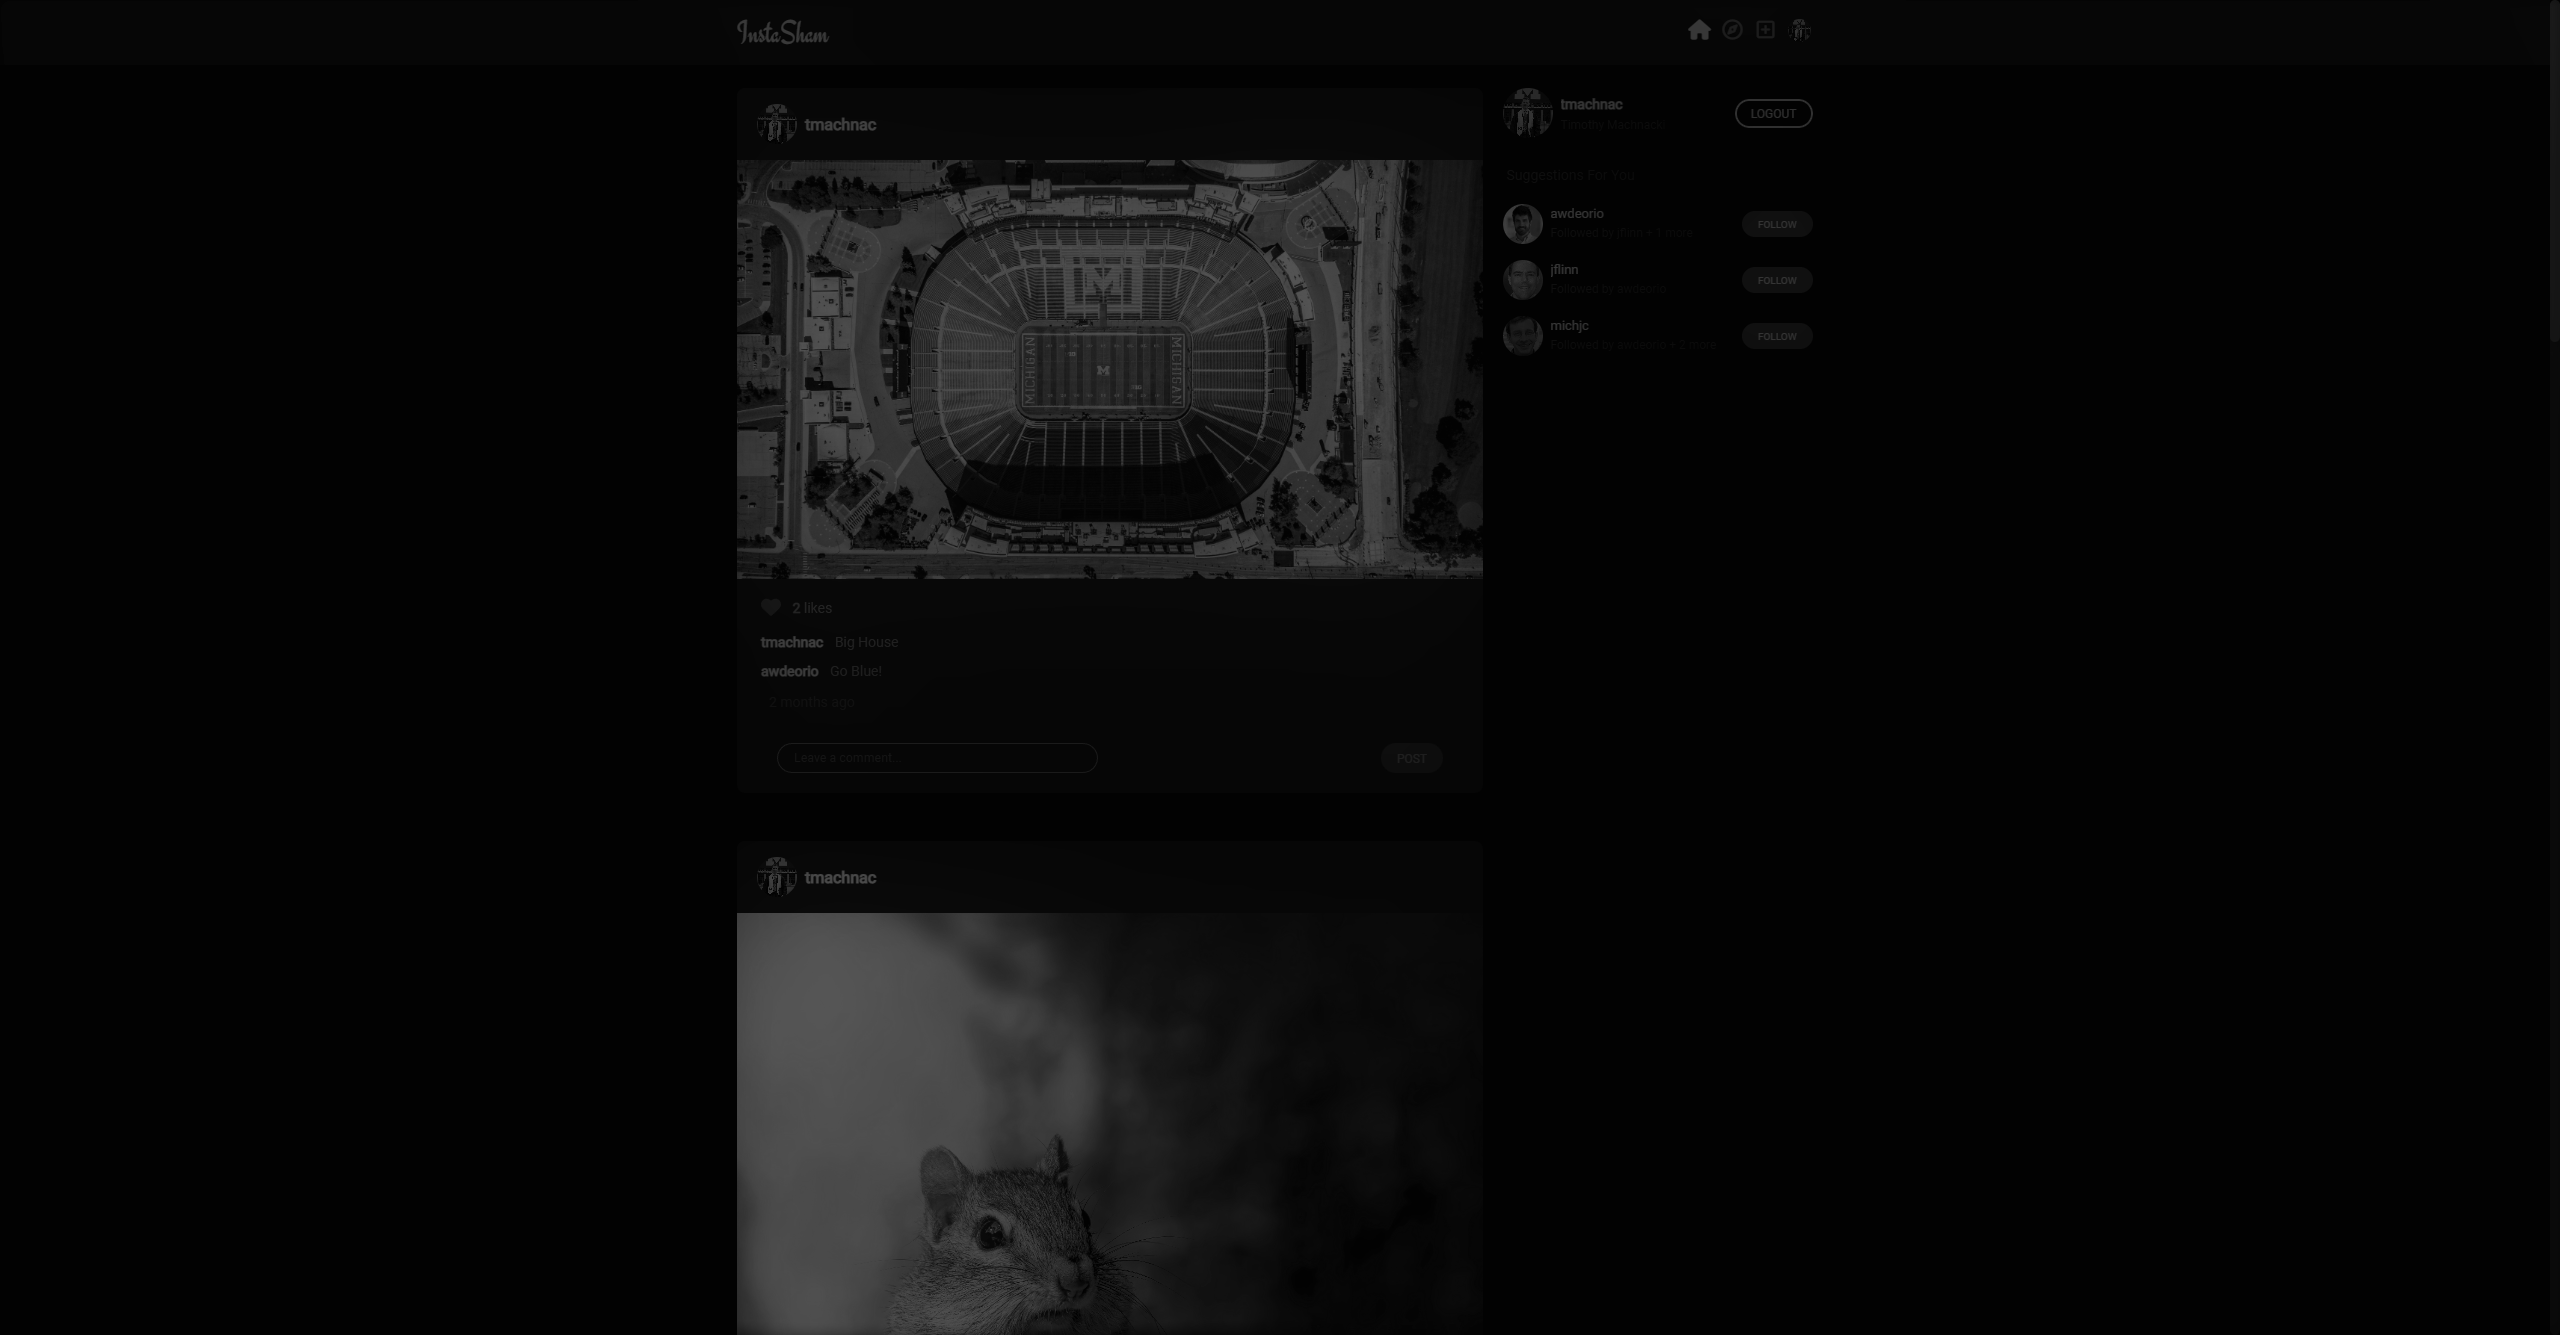 InstaSham
tmachnac
MICHIGAN
MICHIGAN
M
M
2 likes
tmachnac Big House
awdeorio Go Blue!
2 months ago
Leave a comment...
POST
tmachnac
tmachnac
Timothy Machnacki
LOGOUT
Suggestions For You
awdeorio
Followed by jflinn + 1 more
FOLLOW
jflinn
Followed by awdeorio
FOLLOW
michjc
Followed by awdeorio + 2 more
FOLLOW